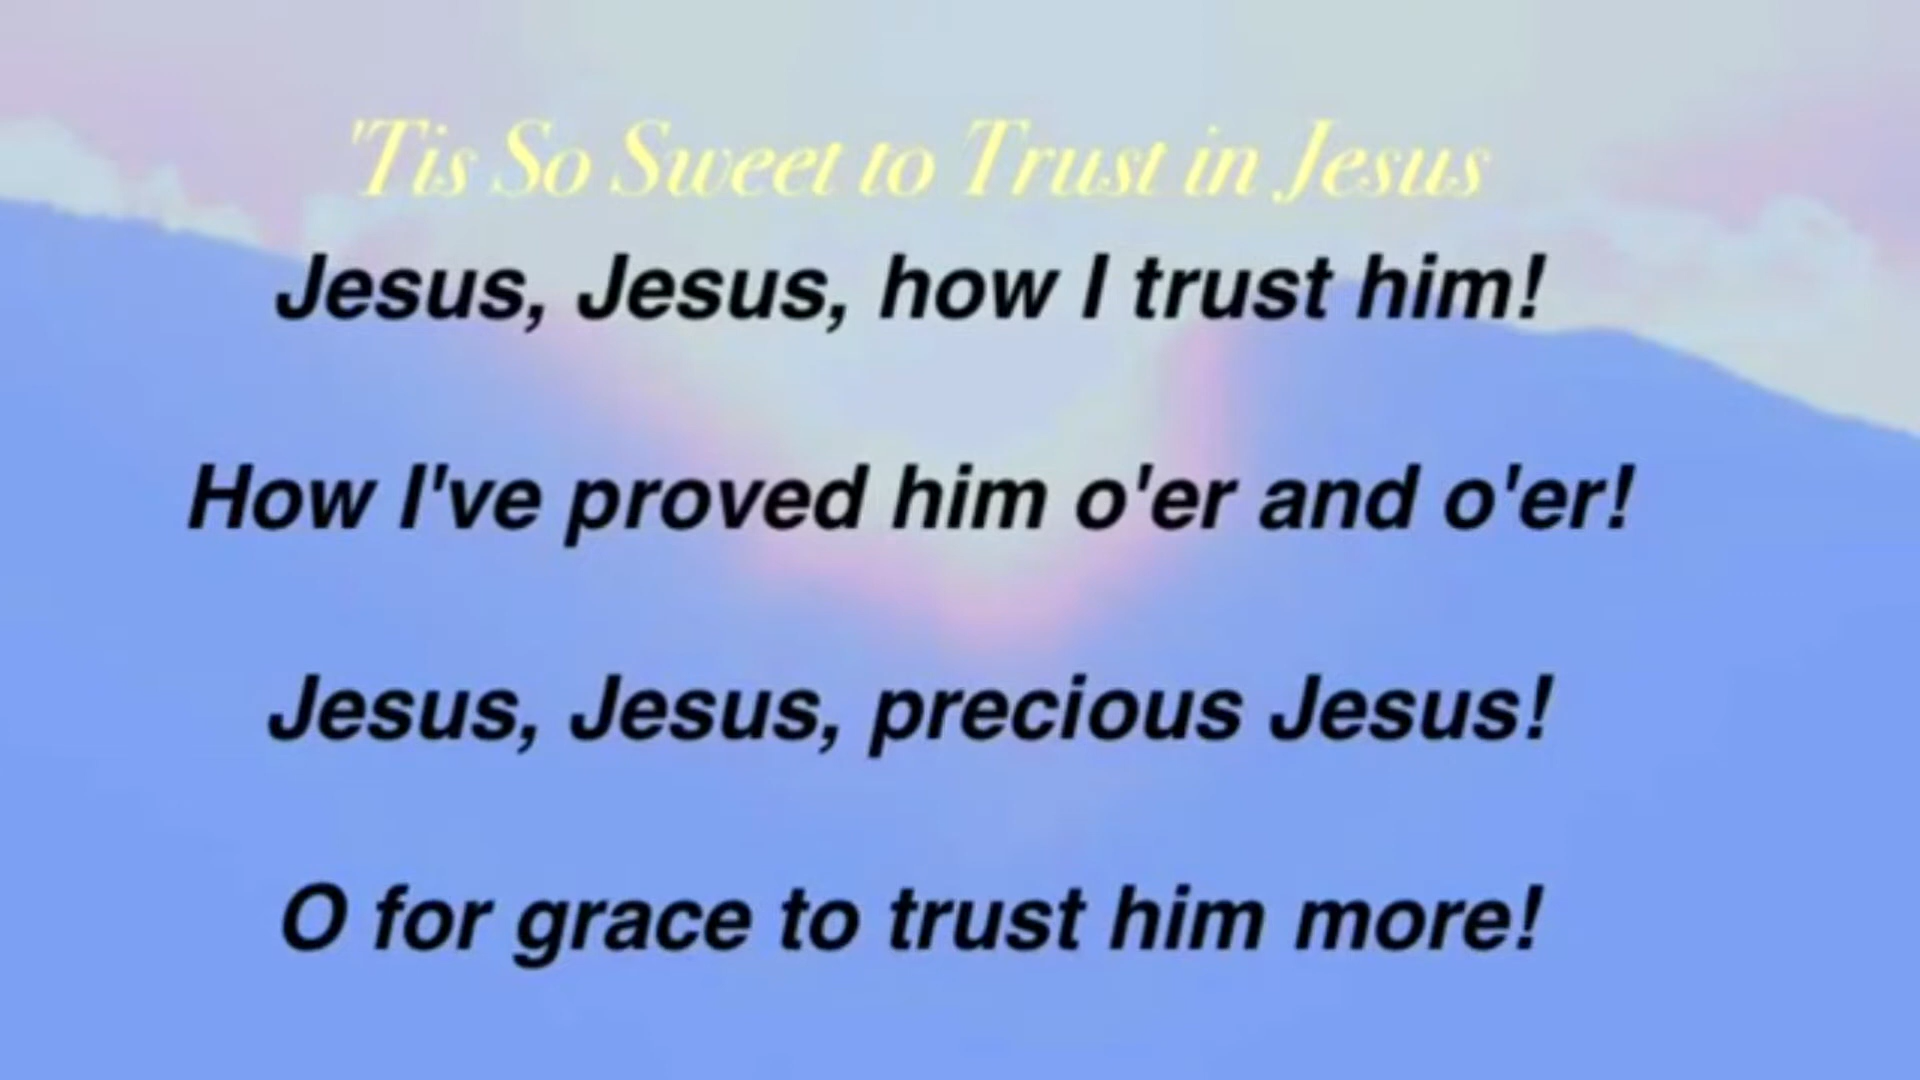 'Tis So Sweet to Trust in Jesus
Jesus, Jesus, how I trust him!
How I've proved him o'er and o'er!
Jesus, Jesus, precious Jesus!
O for grace to trust him more!